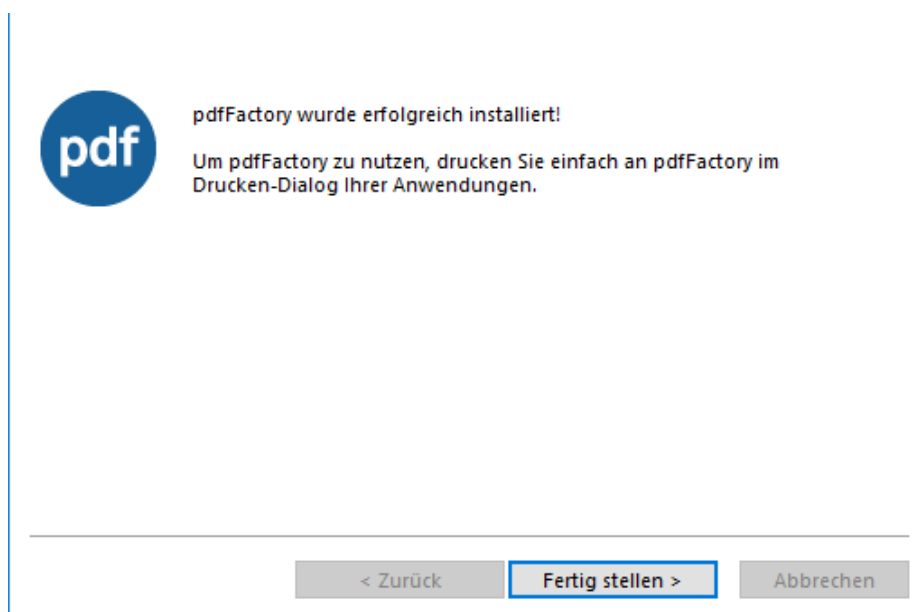 pdf
pdfFactory wurde erfolgreich installiert!
Um pdfFactory zu nutzen, drucken Sie einfach an pdfFactory im
Drucken-Dialog Ihrer Anwendungen.
< Zurück
Fertig stellen >
Abbrechen